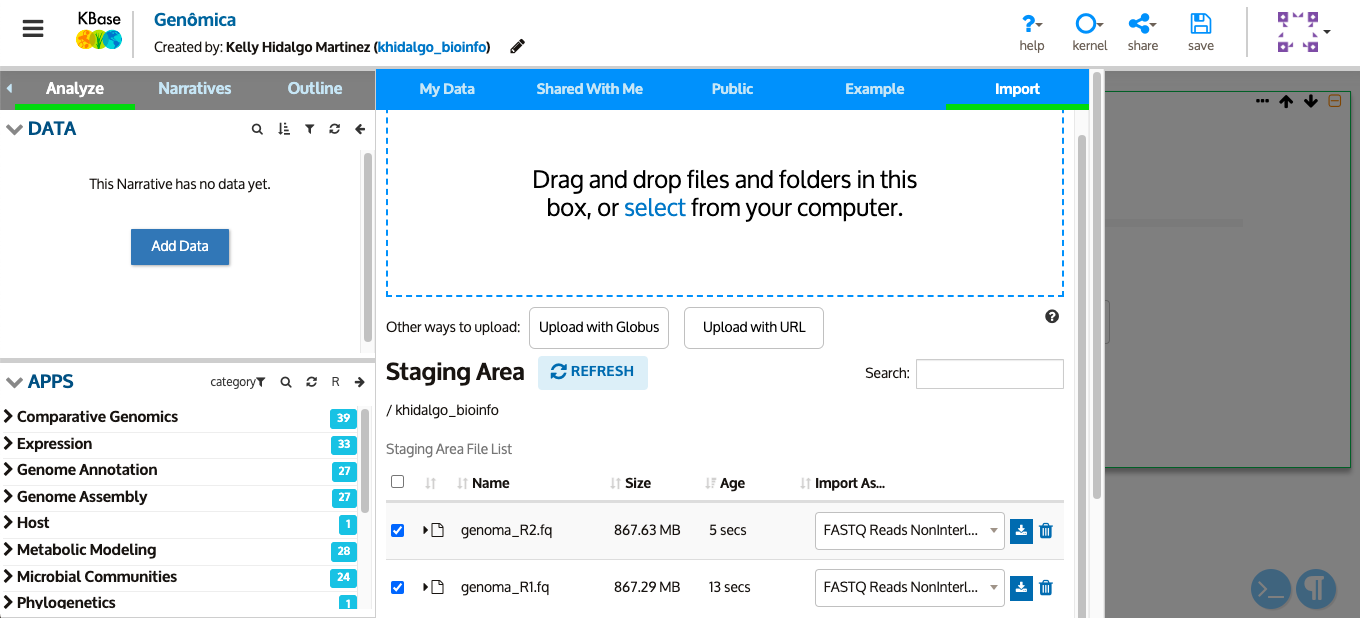 KBase
Genômica
Created by: Kelly Hidalgo Martinez (khidalgo_bioinfo)
help
kernel
share
save
Analyze
Narratives
Outline
My Data
Shared With Me
Public
Example
Import
DATA
This Narrative has no data yet.
Add Data
Drag and drop files and folders in this
box, or select from your computer.
Other ways to upload:
Upload with Globus
Upload with URL
Staging Area
REFRESH
Search:
/ khidalgo_bioinfo
Staging Area File List
Name Size Age Import As...
genoma_R2.fq 867.63 MB 5 secs FASTQ Reads NonInterl...
genoma_R1.fq 867.29 MB 13 secs FASTQ Reads NonInterl...
APPS
category
R
Comparative Genomics 39
Expression 33
Genome Annotation 27
Genome Assembly 27
Host 1
Metabolic Modeling 28
Microbial Communities 24
Phylogenetics 1